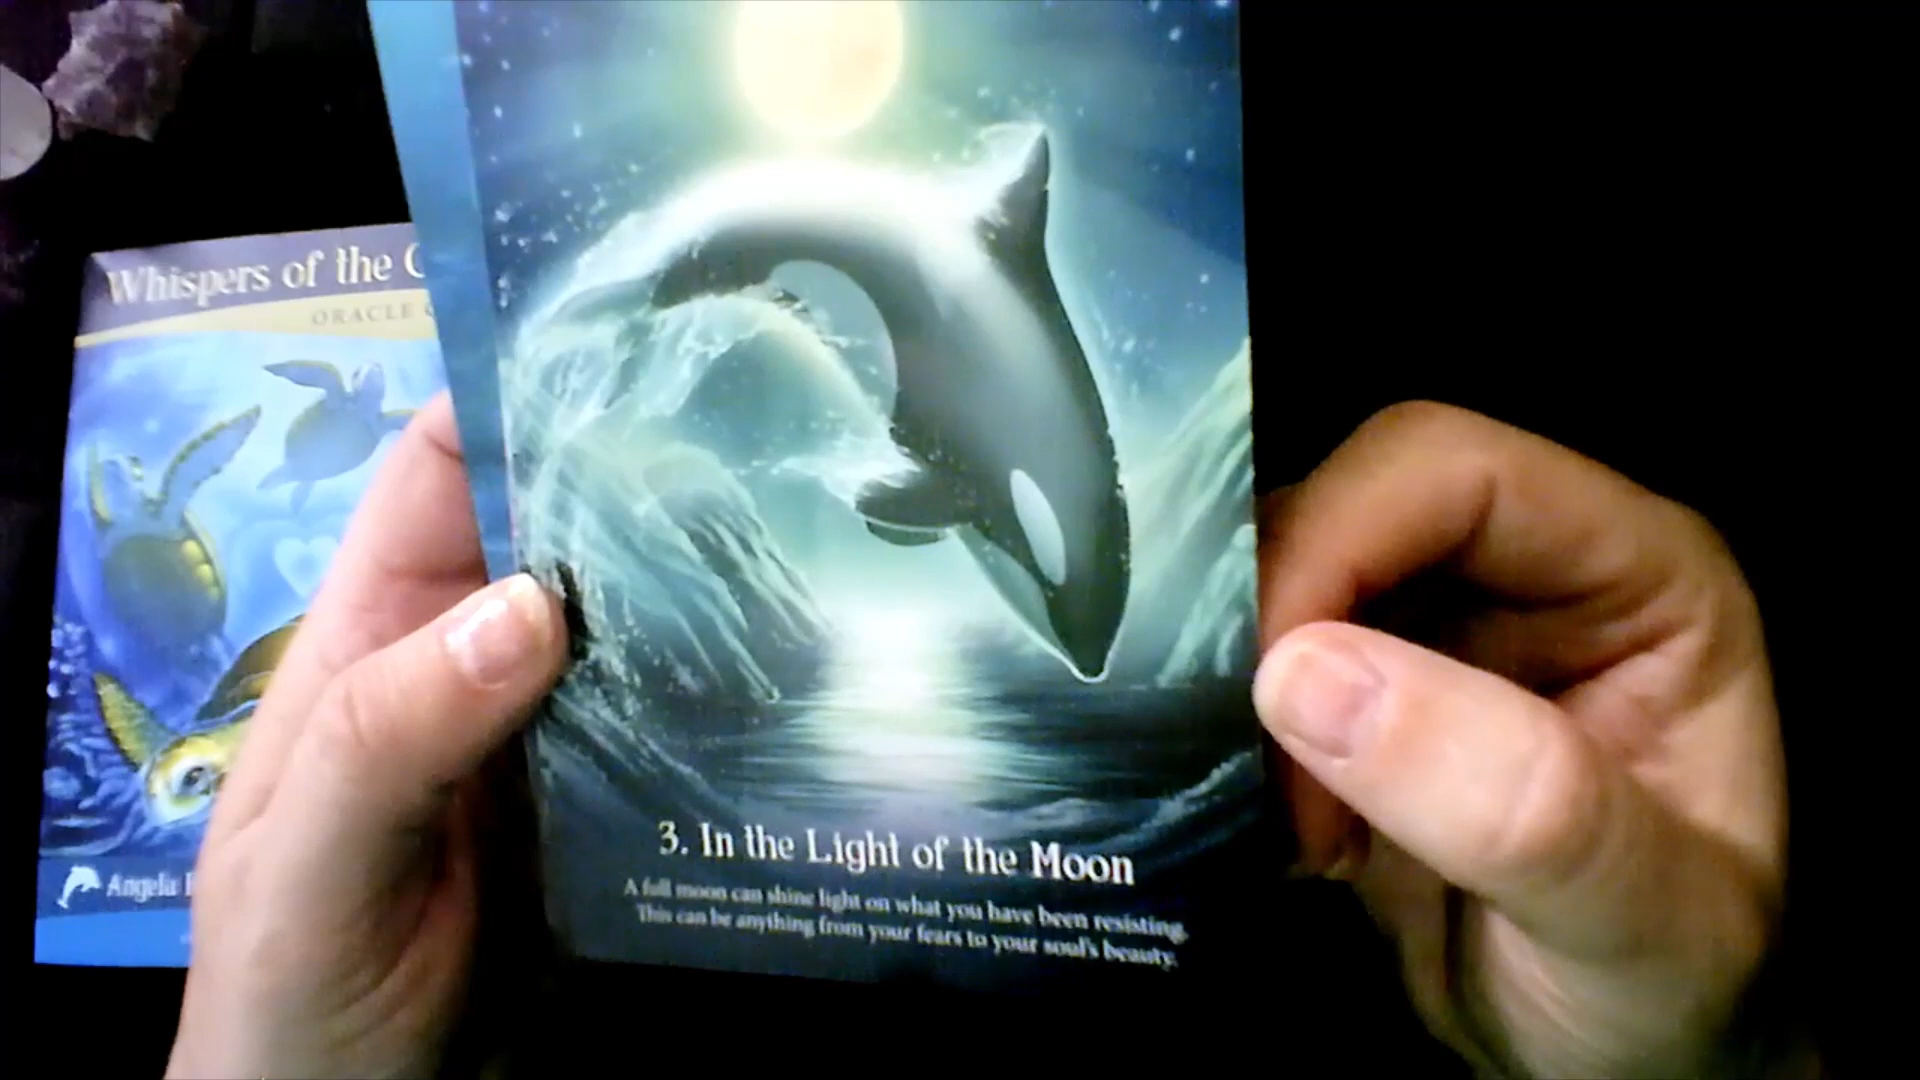 Whispers of the
ORACLE
Angela
3. In the Light of the Moon
A full moon can shine light on what you have been resisting.
This can be anything from your fears to your soul's beauty.